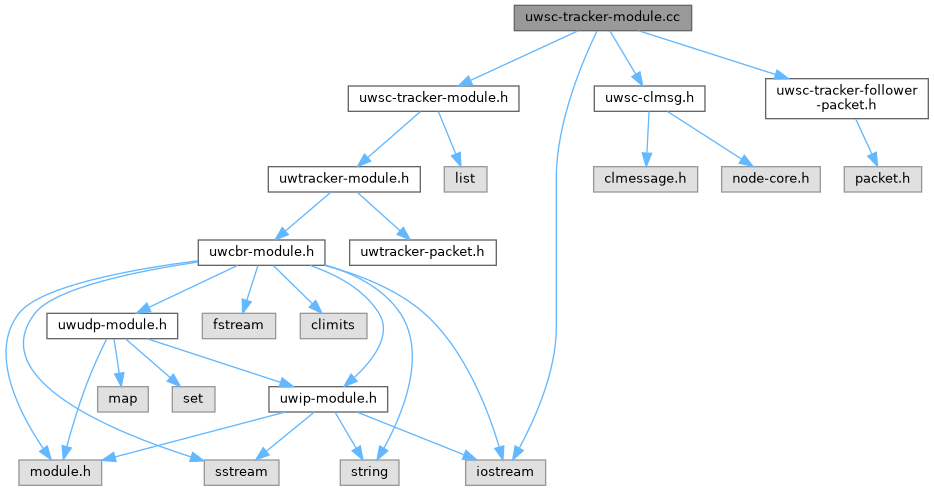 uwsc-tracker-module.cc
uwsc-tracker-module.h
uwsc-clmsg.h
uwsc-tracker-follower
-packet.h
uwtracker-module.h
list
clmessage.h
node-core.h
packet.h
uwcbr-module.h
uwtracker-packet.h
uwudp-module.h
fstream
climits
map
set
uwip-module.h
module.h
sstream
string
iostream